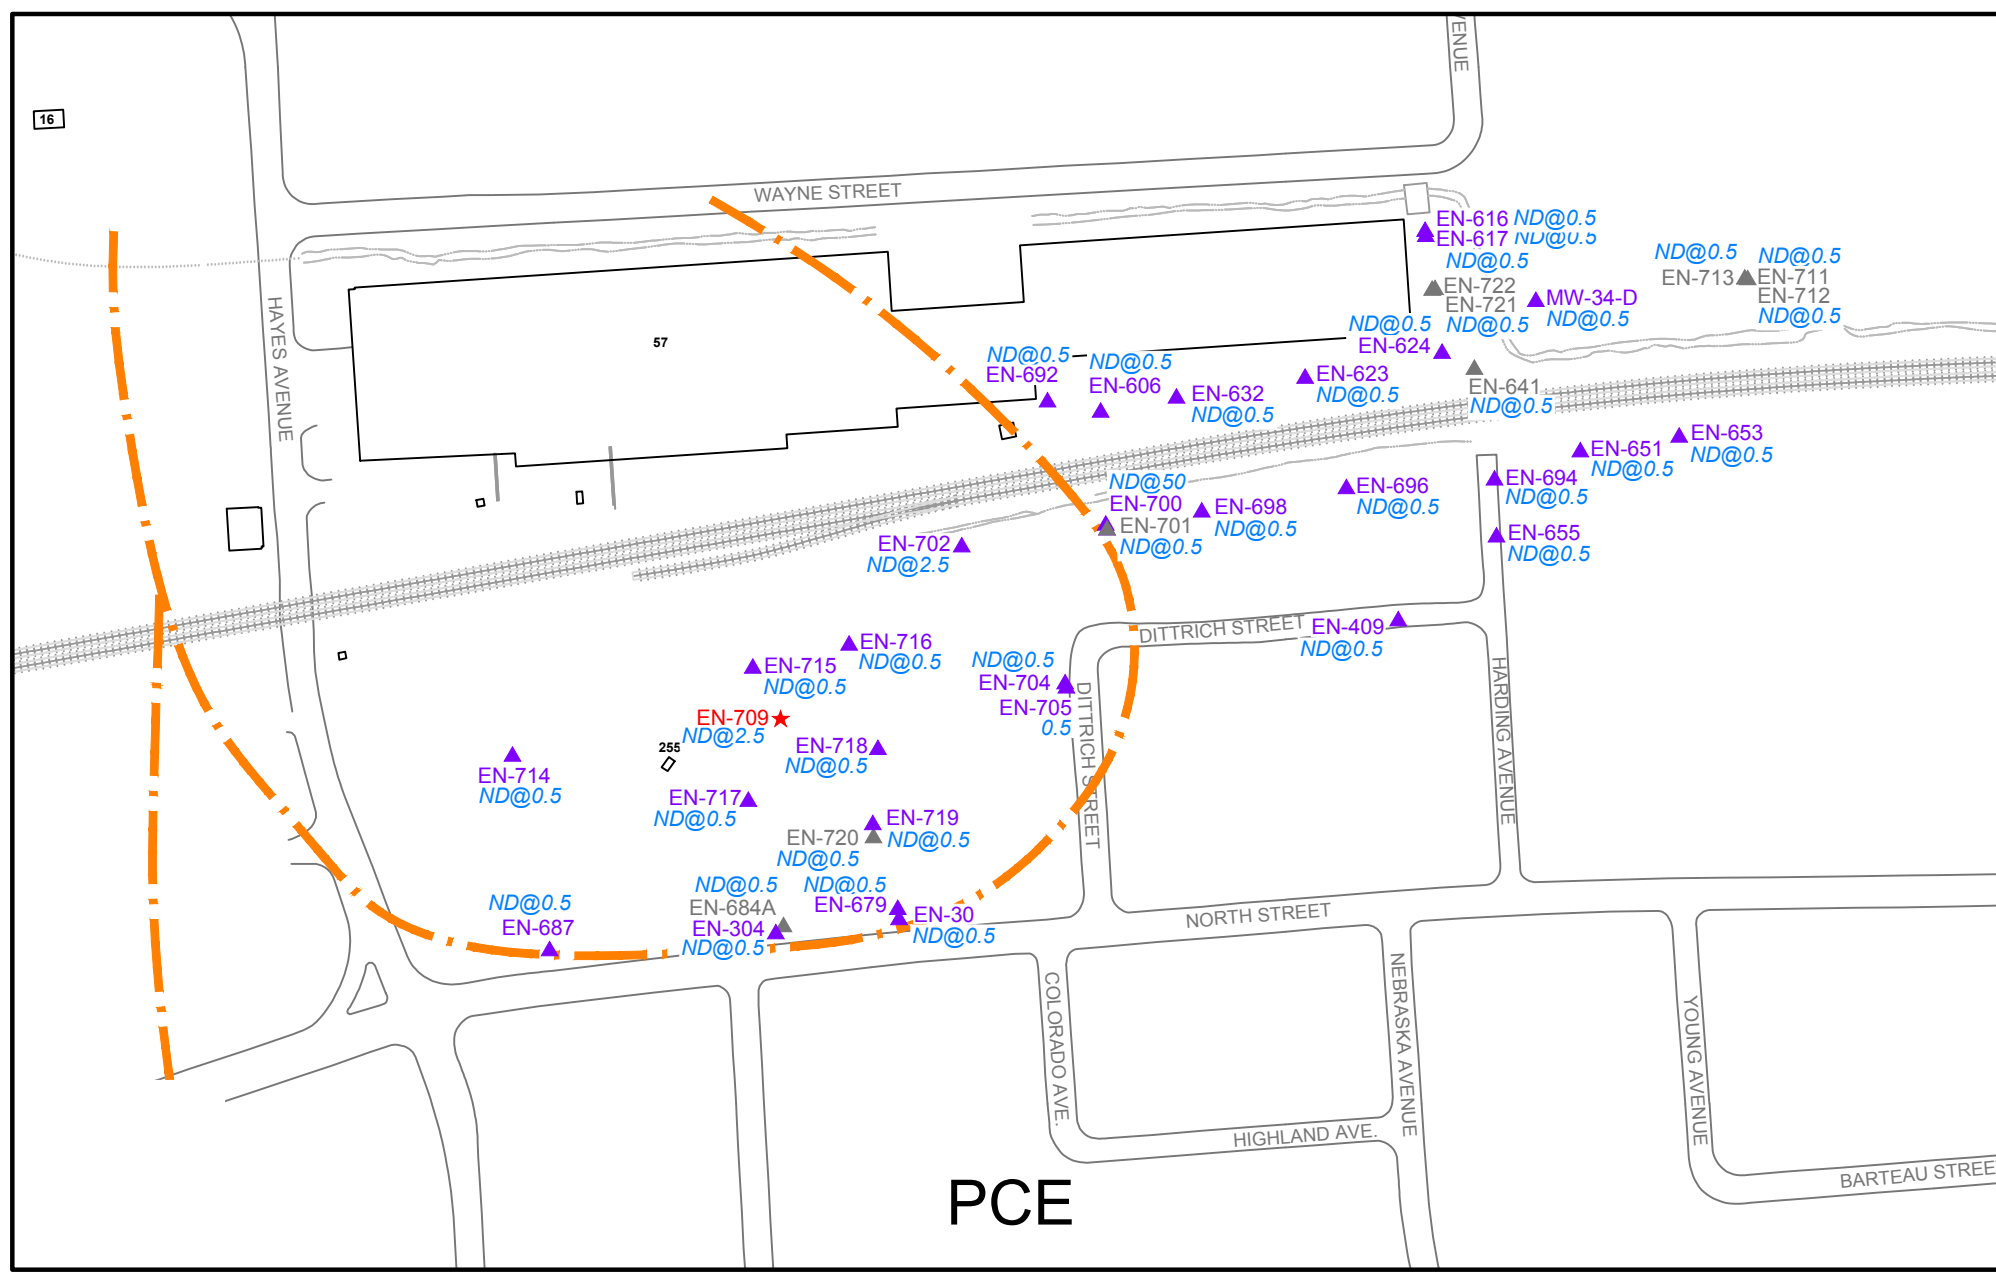 VENUE
16
WAYNE STREET
EN-616 ND@0.5
EN-617 ND@0.5
ND@0.5
EN-722
EN-721
ND@0.5
MW-34-D
ND@0.5
ND@0.5
EN-713
ND@0.5
EN-711
EN-712
ND@0.5
HAYES AVENUE
57
ND@0.5
EN-624
ND@0.5
EN-692
ND@0.5
EN-606
EN-632
ND@0.5
EN-623
ND@0.5
EN-641
ND@0.5
EN-653
ND@0.5
EN-651
ND@0.5
EN-694
ND@0.5
EN-696
ND@0.5
ND@50
EN-700
EN-701
ND@0.5
EN-698
ND@0.5
EN-702
ND@2.5
EN-655
ND@0.5
DITTRICH STREET
EN-409
ND@0.5
EN-716
ND@0.5
EN-715
ND@0.5
ND@0.5
EN-704
EN-705
0.5
DITTRICH STREET
HARDING AVENUE
EN-709
ND@2.5
255
EN-718
ND@0.5
EN-714
ND@0.5
EN-717
ND@0.5
EN-719
ND@0.5
EN-720
ND@0.5
ND@0.5
EN-684A
EN-304
ND@0.5
ND@0.5
EN-679
EN-30
ND@0.5
ND@0.5
EN-687
NORTH STREET
COLORADO AVE.
NEBRASKA AVENUE
YOUNG AVENUE
HIGHLAND AVE.
BARTEAU STREE
PCE